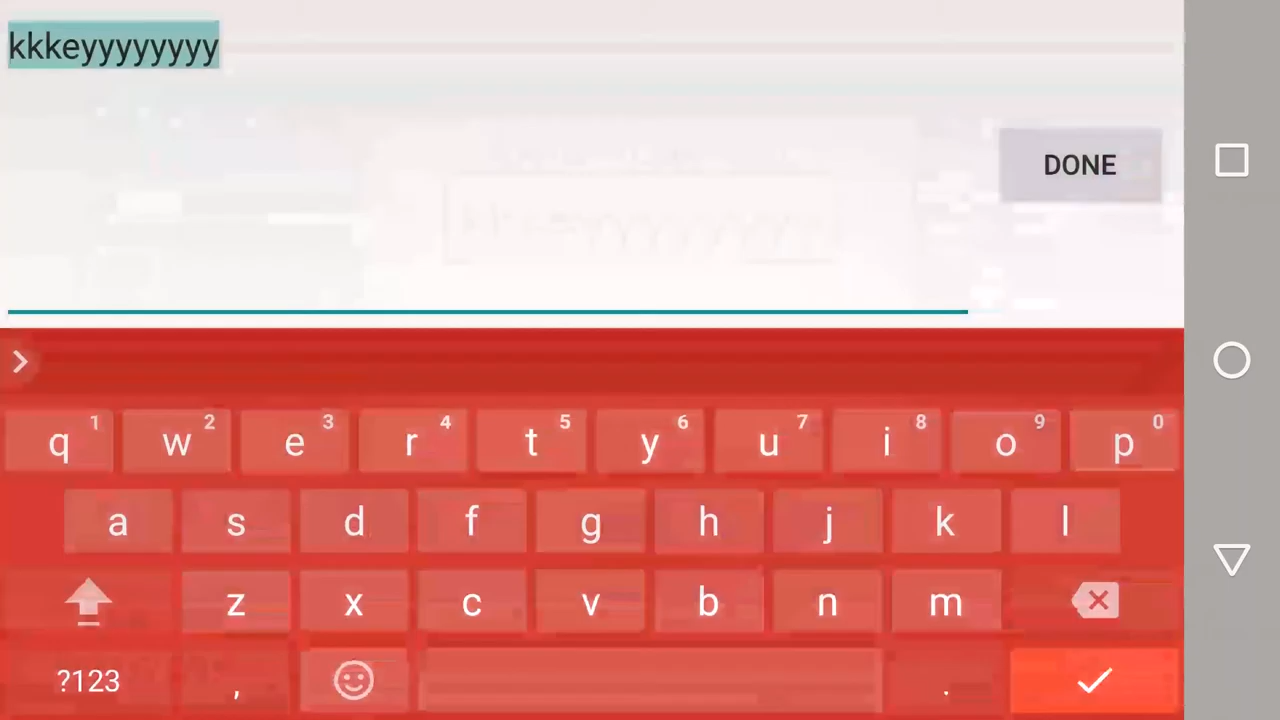 kkkeyyyyyyyy
DONE
q 1 w 2 e 3 r 4 t 5 y 6 u 7 i 8 o 9 p 0
a s d f g h j k l
z x c v b n m
?123 , .